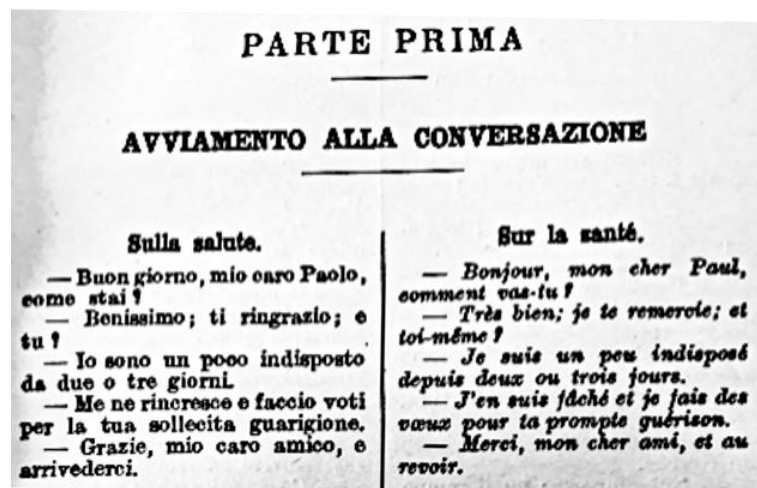 PARTE PRIMA
AVVIAMENTO ALLA CONVERSAZIONE
Sulla salute.
— Buon giorno, mio caro Paolo,
come stai?
— Benissimo; ti ringrazio; e
tu?
— Io sono un poco indisposto
da due o tre giorni.
— Me ne rincresce e faccio voti
per la tua sollecita guarigione.
— Grazie, mio caro amico, e
arrivederci.
Sur la santé.
— Bonjour, mon cher Paul,
comment vas-tu?
— Très bien; je te remercie; et
toi-même?
— Je suis un peu indisposé
depuis deux ou trois jours.
— J'en suis fâché et je fais des
vœux pour ta prompte guérison.
— Merci, mon cher ami, et au
revoir.